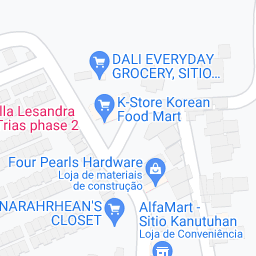 DALI EVERYDAY
GROCERY, SITIO...
K-Store Korean
Food Mart
lla Lesandra
Trias phase 2
Four Pearls Hardware
Loja de materiais
de construção
NARAHRHEAN'S
CLOSET
AlfaMart -
Sitio Kanutuhan
Loja de Conveniência